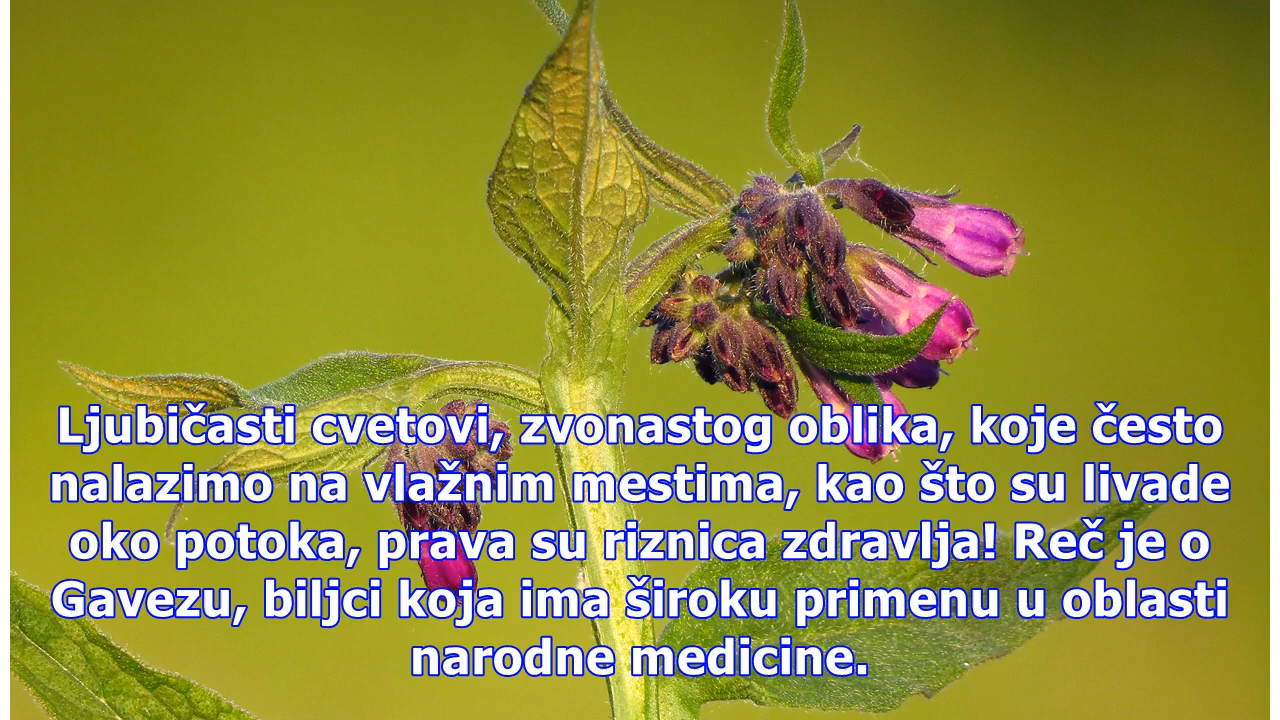 Ljubičasti cvetovi, zvonastog oblika, koje često
nalazimo na vlažnim mestima, kao što su livade
oko potoka, prava su riznica zdravlja! Reč je o
Gavezu, biljci koja ima široku primenu u oblasti
narodne medicine.